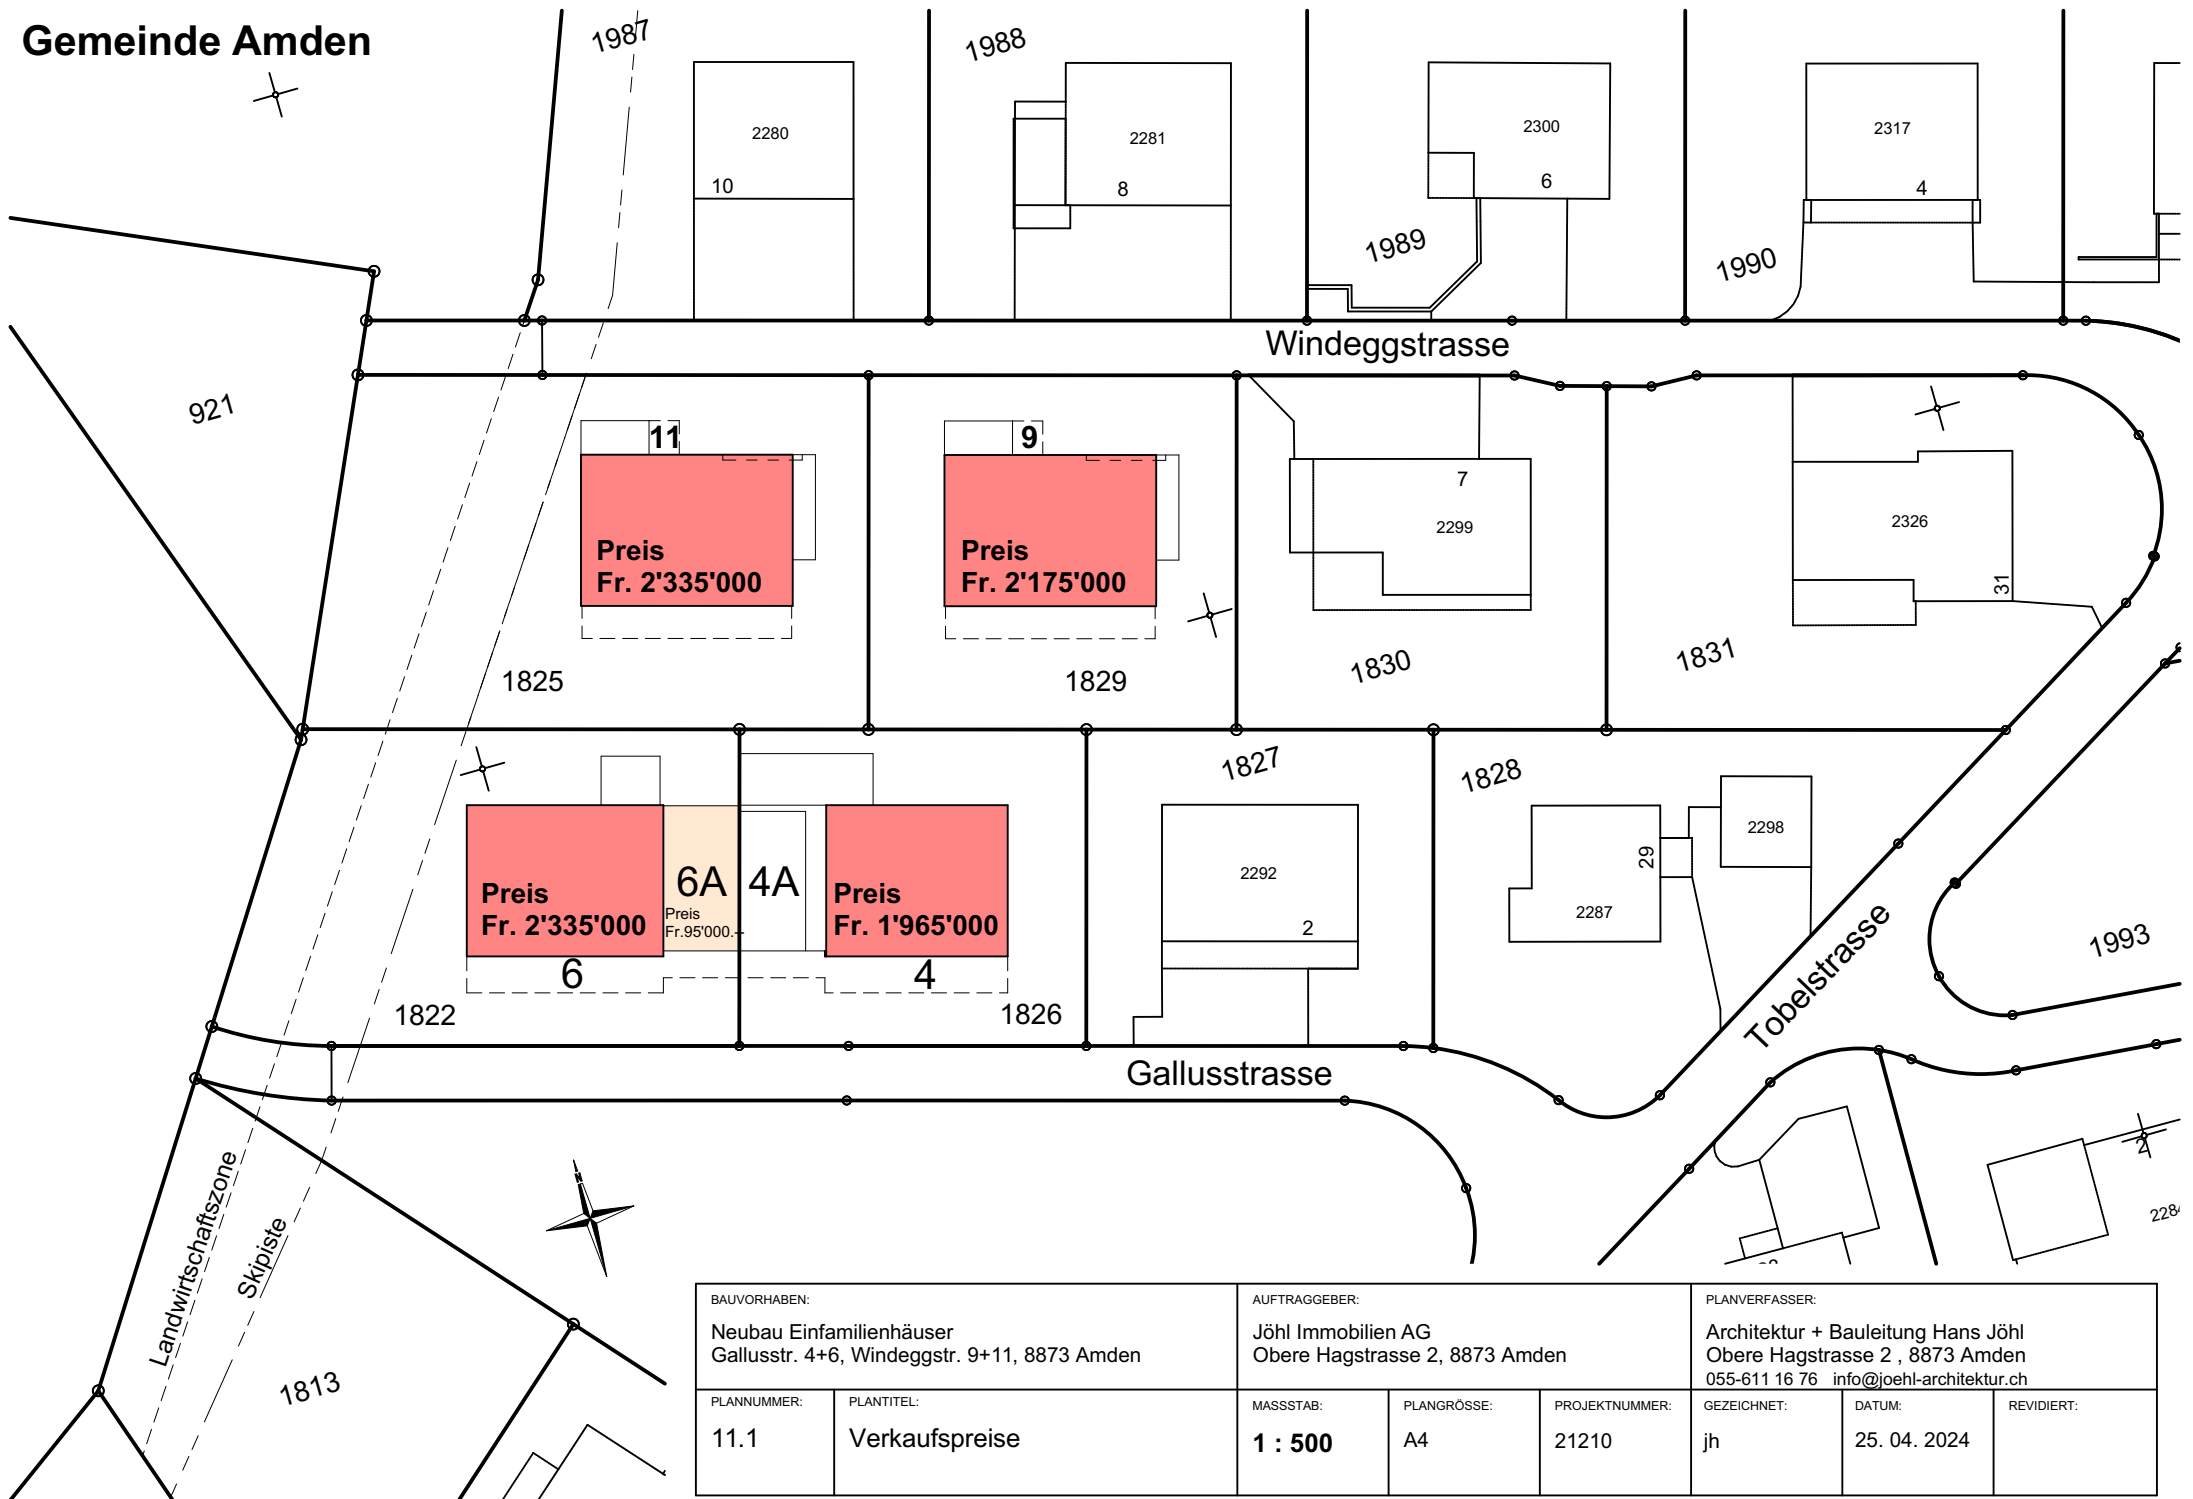 Gemeinde Amden
1987
1988
2280
10
2281
8
2300
6
2317
4
1989
1990
Windeggstrasse
921
11
9
7
2299
2326
31
Preis
Fr. 2'335'000
Preis
Fr. 2'175'000
1825
1829
1830
1831
1827
1828
2298
29
2292
2287
2
6A
4A
Preis
Fr. 2'335'000
Preis
Fr.95'000.--
Preis
Fr. 1'965'000
6
4
1822
1826
1993
Tobelstrasse
Gallusstrasse
Landwirtschaftszone
Skipiste
N
2
1813
BAUVORHABEN:
Neubau Einfamilienhäuser
Gallusstr. 4+6, Windeggstr. 9+11, 8873 Amden
AUFTRAGGEBER:
Jöhl Immobilien AG
Obere Hagstrasse 2, 8873 Amden
PLANVERFASSER:
Architektur + Bauleitung Hans Jöhl
Obere Hagstrasse 2 , 8873 Amden
055-611 16 76 info@joehl-architektur.ch
PLANNUMMER:
11.1
PLANTITEL:
Verkaufspreise
MASSSTAB:
1 : 500
PLANGRÖSSE:
A4
PROJEKTNUMMER:
21210
GEZEICHNET:
jh
DATUM:
25. 04. 2024
REVIDIERT: